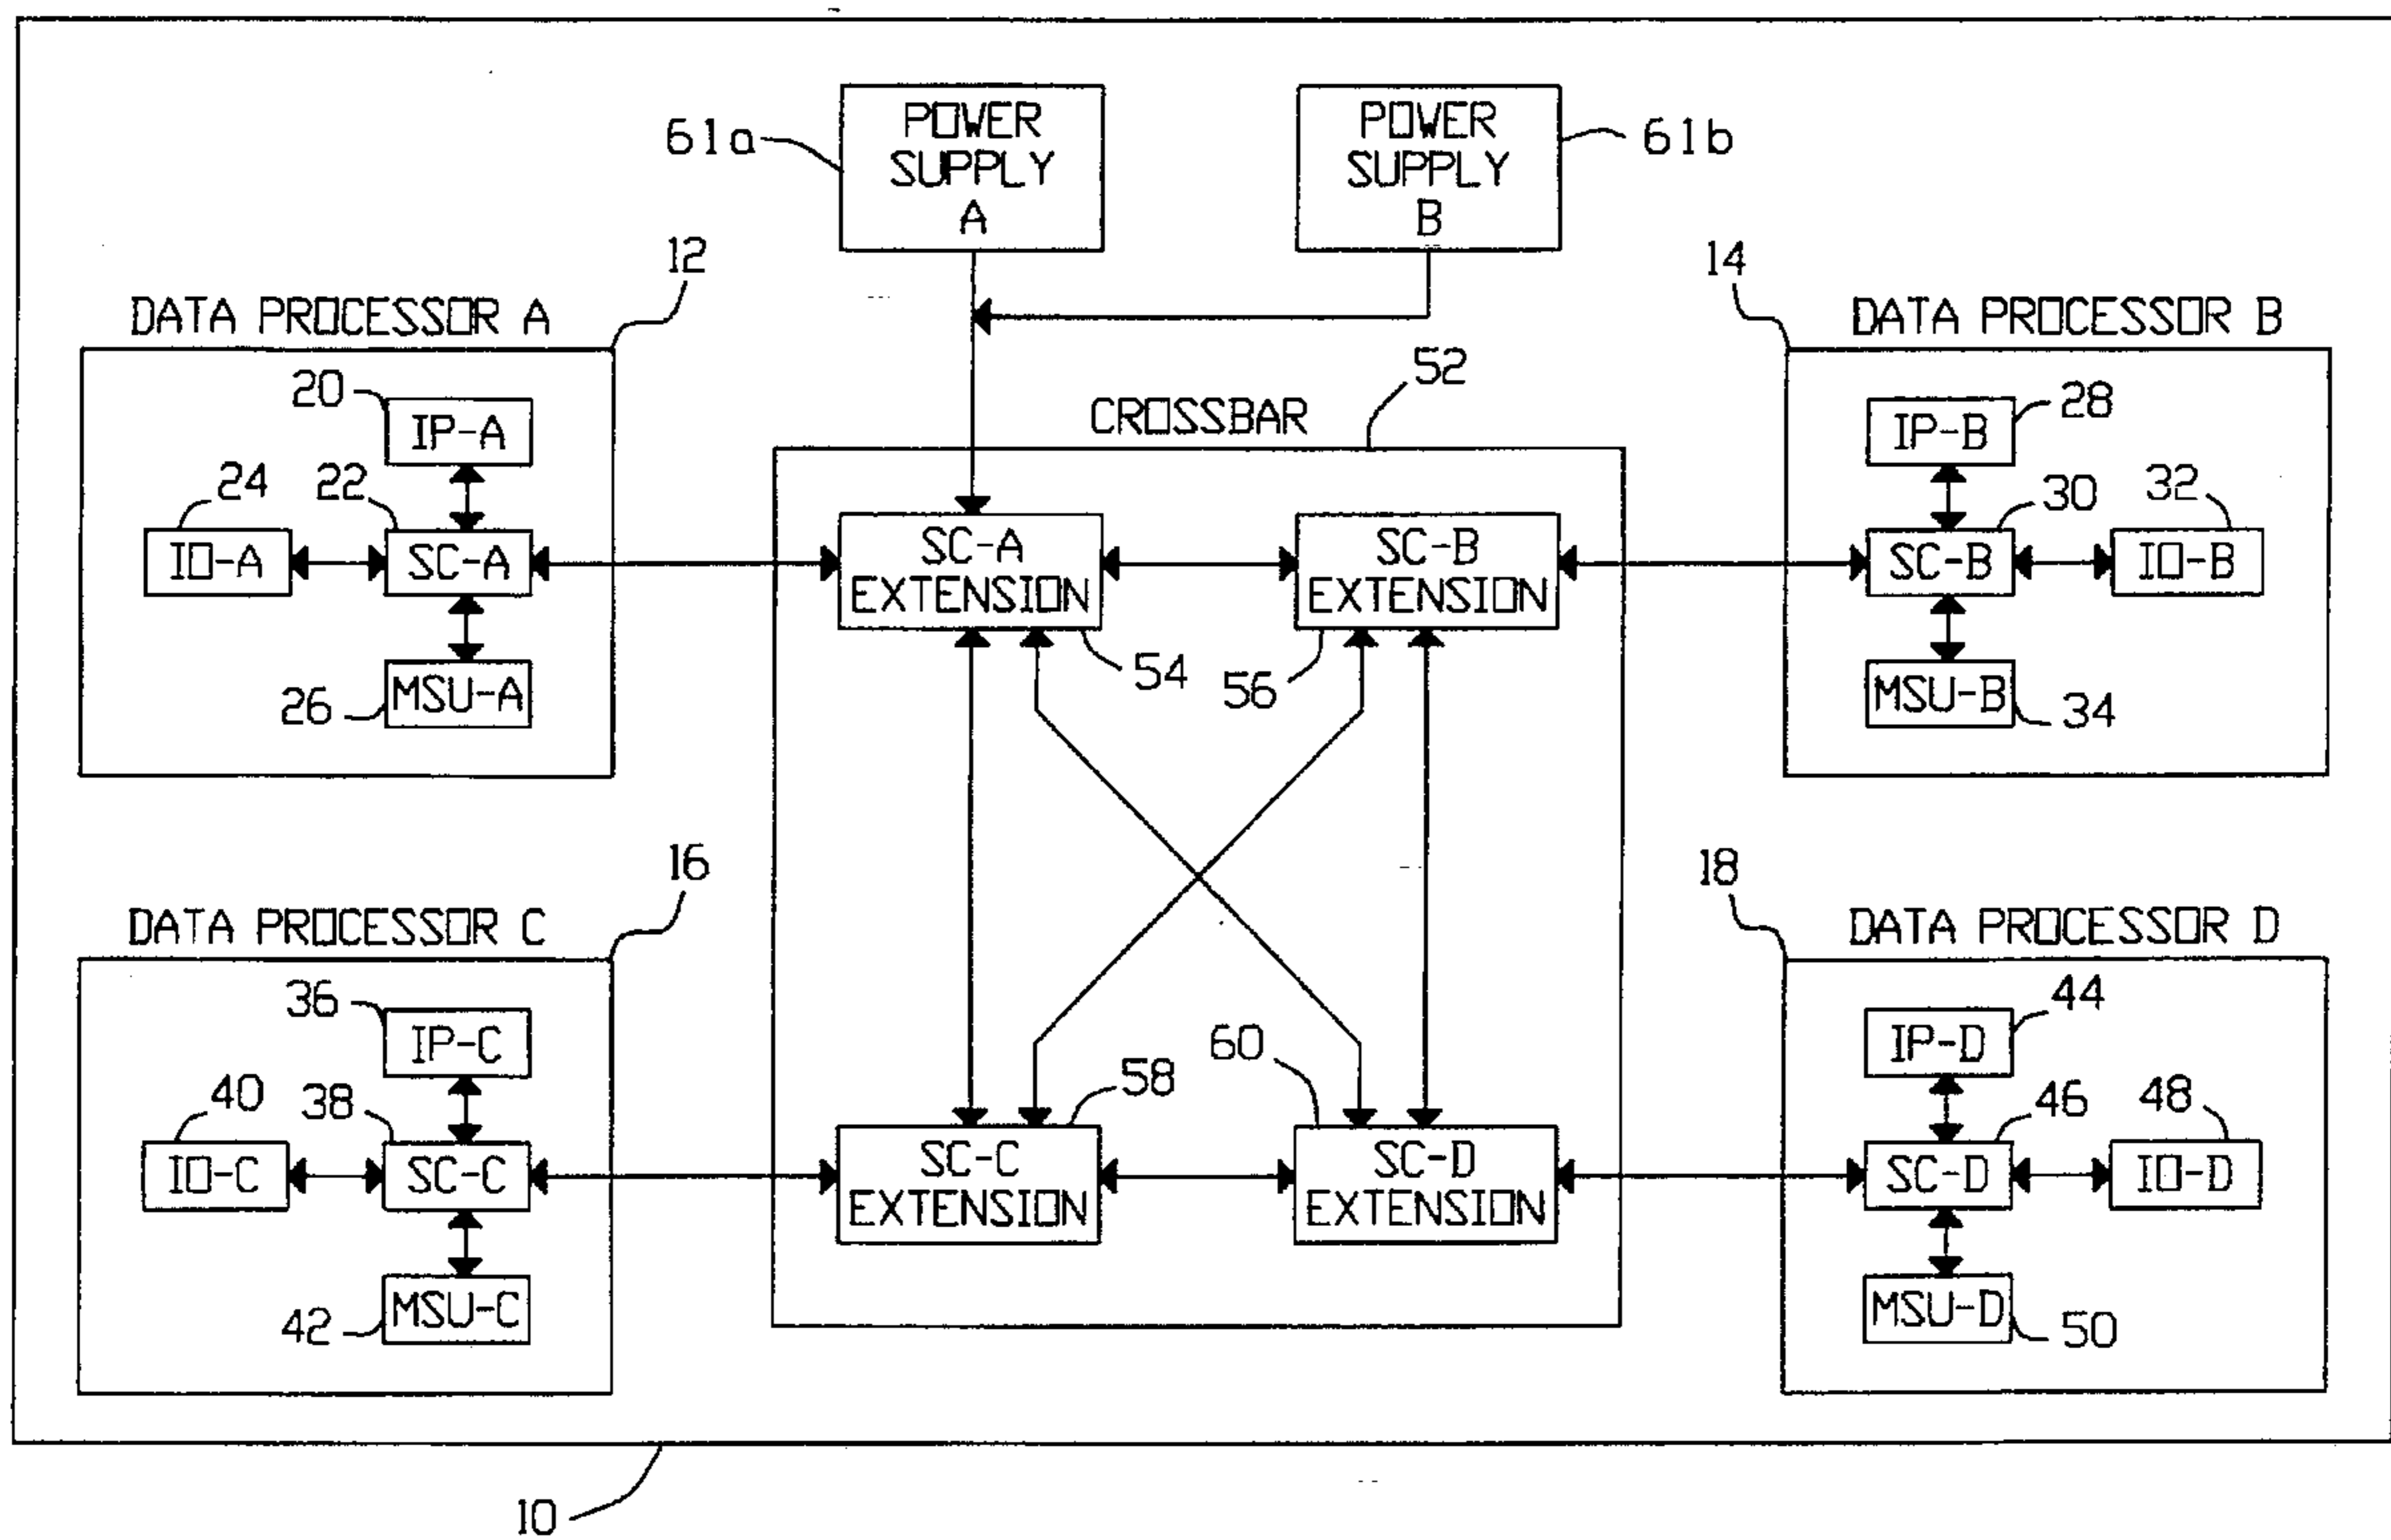 POWER
SUPPLY
A
61a
POWER
SUPPLY
B
61b
12
DATA PROCESSOR A
14
DATA PROCESSOR B
20
IP-A
24
22
IO-A
SC-A
26
MSU-A
52
CROSSBAR
SC-A
EXTENSION
54
SC-B
EXTENSION
56
28
IP-B
30
32
SC-B
IO-B
MSU-B
34
16
DATA PROCESSOR C
18
DATA PROCESSOR D
36
IP-C
40
38
IO-C
SC-C
42
MSU-C
58
SC-C
EXTENSION
60
SC-D
EXTENSION
44
IP-D
46
48
SC-D
IO-D
MSU-D
50
10